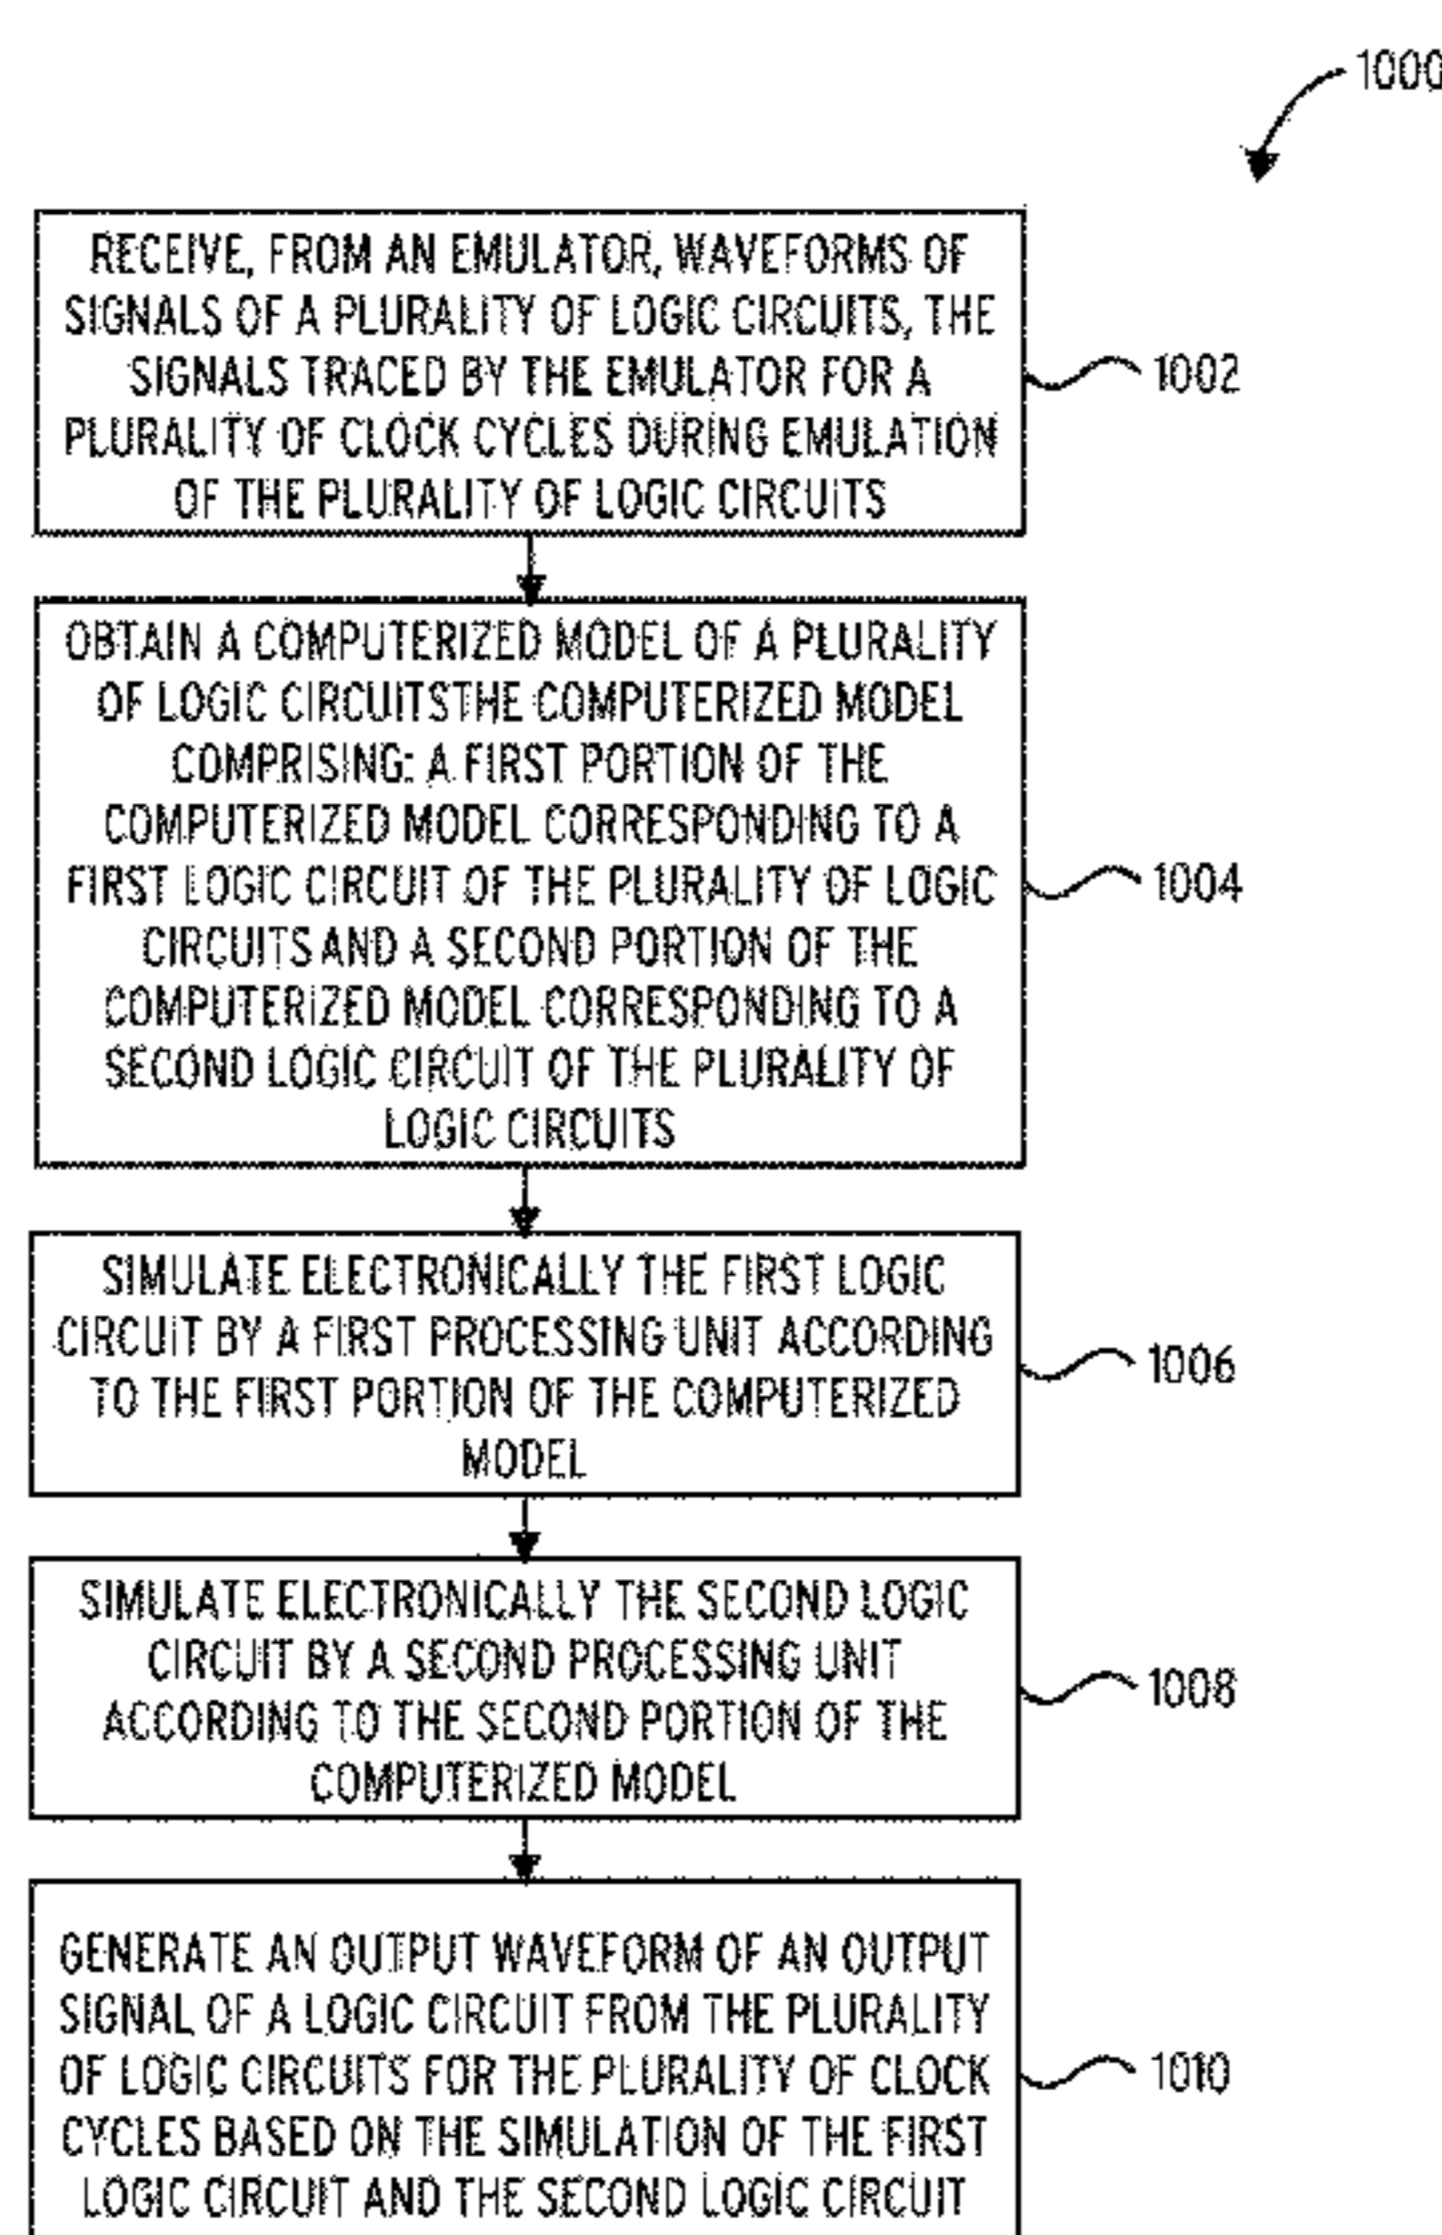 1000
RECEIVE, FROM AN EMULATOR, WAVEFORMS OF
SIGNALS OF A PLURALITY OF LOGIC CIRCUITS, THE
SIGNALS TRACED BY THE EMULATOR FOR A
PLURALITY OF CLOCK CYCLES DURING EMULATION
OF THE PLURALITY OF LOGIC CIRCUITS
1002
OBTAIN A COMPUTERIZED MODEL OF A PLURALITY
OF LOGIC CIRCUITSTHE COMPUTERIZED MODEL
COMPRISING: A FIRST PORTION OF THE
COMPUTERIZED MODEL CORRESPONDING TO A
FIRST LOGIC CIRCUIT OF THE PLURALITY OF LOGIC
CIRCUITS AND A SECOND PORTION OF THE
COMPUTERIZED MODEL CORRESPONDING TO A
SECOND LOGIC CIRCUIT OF THE PLURALITY OF
LOGIC CIRCUITS
1004
SIMULATE ELECTRONICALLY THE FIRST LOGIC
CIRCUIT BY A FIRST PROCESSING UNIT ACCORDING
TO THE FIRST PORTION OF THE COMPUTERIZED
MODEL
1006
SIMULATE ELECTRONICALLY THE SECOND LOGIC
CIRCUIT BY A SECOND PROCESSING UNIT
ACCORDING TO THE SECOND PORTION OF THE
COMPUTERIZED MODEL
1008
GENERATE AN OUTPUT WAVEFORM OF AN OUTPUT
SIGNAL OF A LOGIC CIRCUIT FROM THE PLURALITY
OF LOGIC CIRCUITS FOR THE PLURALITY OF CLOCK
CYCLES BASED ON THE SIMULATION OF THE FIRST
LOGIC CIRCUIT AND THE SECOND LOGIC CIRCUIT
1010